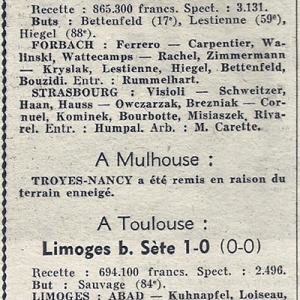 Recette : 865.300 francs. Spect. : 3.131.
Buts : Bettenfeld (17e), Lestienne (59e),
Hiegel (88e).
FORBACH : Ferrero — Carpentier, Wa-
linski, Wattecamps — Rachel, Zimmermann
— Kryslak, Lestienne, Hiegel, Bettenfeld,
Bouzidi. Entr. : Rummelhart.
STRASBOURG : Visioli — Schweitzer,
Haan, Hauss — Owczarzak, Brezniak — Cor-
nuel, Kominek, Bourbotte, Misiaszek, Riva-
rel. Entr. : Humpal. Arb. : M. Carette.
A Mulhouse :
TROYES-NANCY a été remis en raison du
terrain enneigé.
A Toulouse :
Limoges b. Sète 1-0 (0-0)
Recette : 694.100 francs. Spect. : 2.496.
But : Sauvage (84e).
LIMOGES : ABAD — Kuhnapfel, Loiseau,